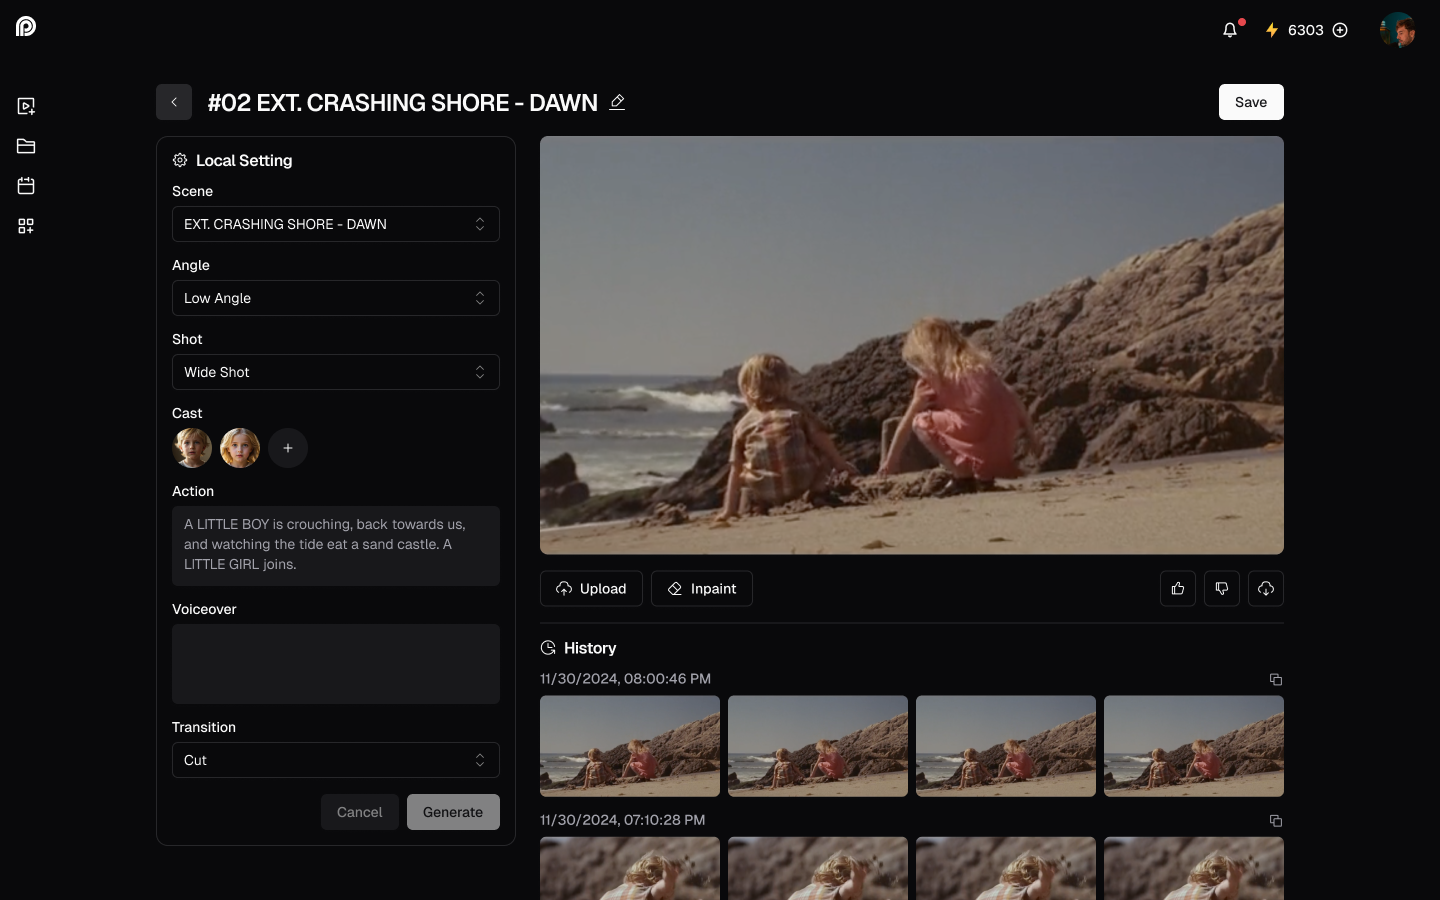 6303
#02 EXT. CRASHING SHORE - DAWN
Save
Local Setting
Scene
EXT. CRASHING SHORE - DAWN
Angle
Low Angle
Shot
Wide Shot
Cast
Action
A LITTLE BOY is crouching, back towards us,
and watching the tide eat a sand castle. A
LITTLE GIRL joins.
Voiceover
Transition
Cut
Cancel
Generate
Upload
Inpaint
History
11/30/2024, 08:00:46 PM
11/30/2024, 07:10:28 PM